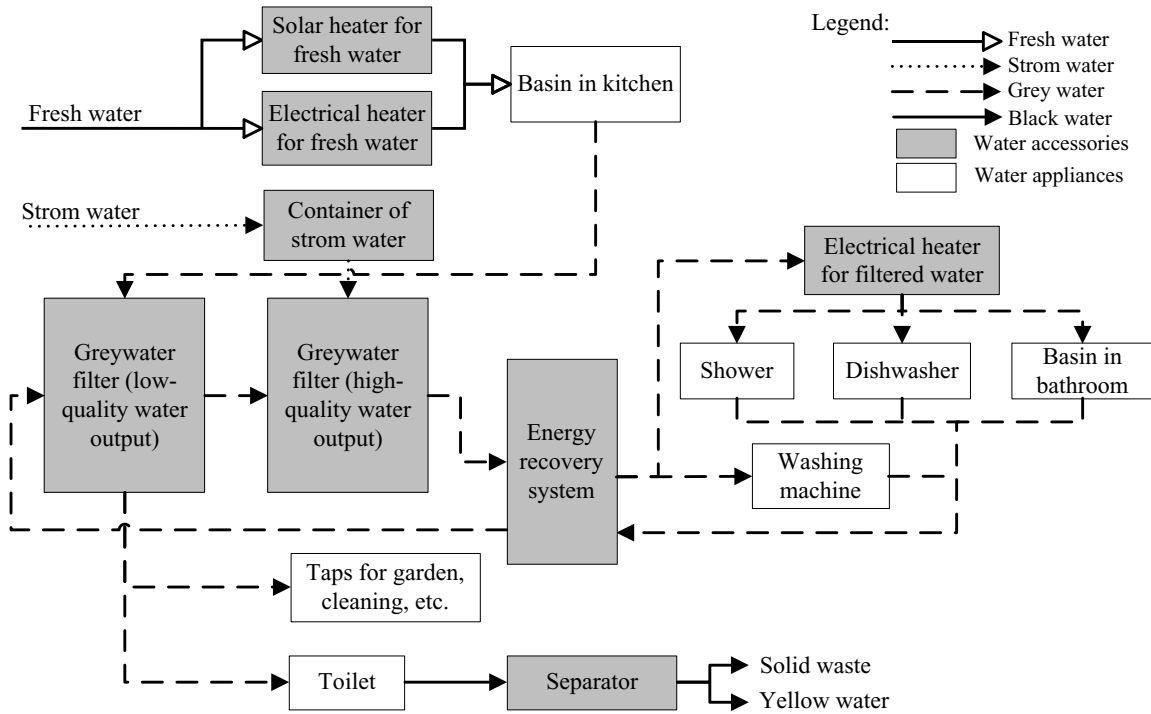 Solar heater for
fresh water
Fresh water
Electrical heater
for fresh water
Basin in kitchen
Legend:
Fresh water
Strom water
Grey water
Black water
Water accessories
Water appliances
Strom water
Container of
strom water
Electrical heater
for filtered water
Greywater
filter (low-
quality water
output)
Greywater
filter (high-
quality water
output)
Energy
recovery
system
Shower
Dishwasher
Basin in
bathroom
Washing
machine
Taps for garden,
cleaning, etc.
Toilet
Separator
Solid waste
Yellow water